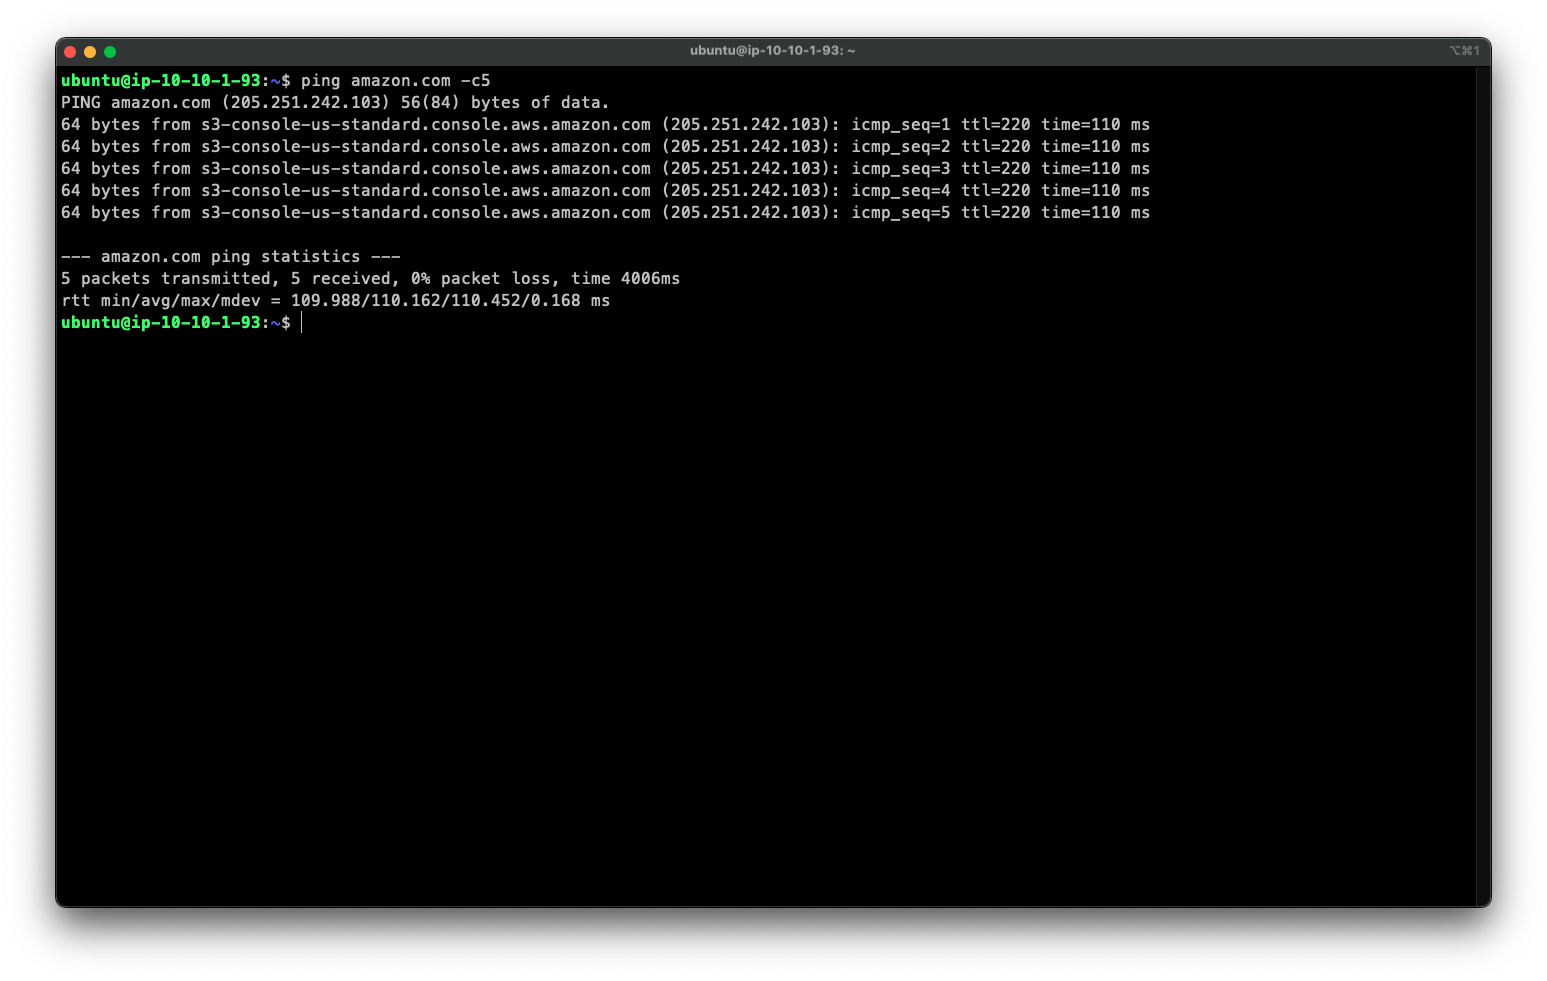 ubuntu@ip-10-10-1-93: ~
⌥⌘1
ubuntu@ip-10-10-1-93:~$ ping amazon.com -c5
PING amazon.com (205.251.242.103) 56(84) bytes of data.
64 bytes from s3-console-us-standard.console.aws.amazon.com (205.251.242.103): icmp_seq=1 ttl=220 time=110 ms
64 bytes from s3-console-us-standard.console.aws.amazon.com (205.251.242.103): icmp_seq=2 ttl=220 time=110 ms
64 bytes from s3-console-us-standard.console.aws.amazon.com (205.251.242.103): icmp_seq=3 ttl=220 time=110 ms
64 bytes from s3-console-us-standard.console.aws.amazon.com (205.251.242.103): icmp_seq=4 ttl=220 time=110 ms
64 bytes from s3-console-us-standard.console.aws.amazon.com (205.251.242.103): icmp_seq=5 ttl=220 time=110 ms
--- amazon.com ping statistics ---
5 packets transmitted, 5 received, 0% packet loss, time 4006ms
rtt min/avg/max/mdev = 109.988/110.162/110.452/0.168 ms
ubuntu@ip-10-10-1-93:~$